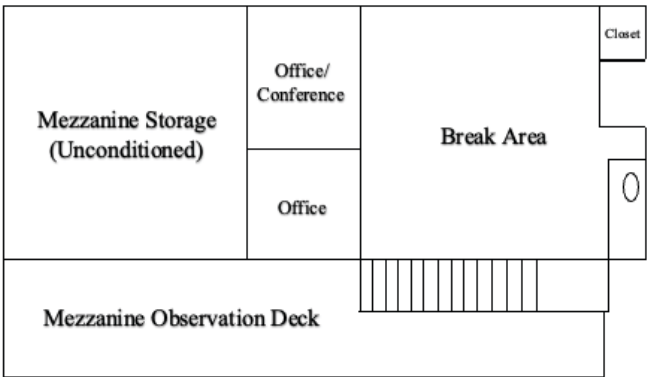 Closet
Office/
Conference
Mezzanine Storage
(Unconditioned)
Break Area
Office
Mezzanine Observation Deck